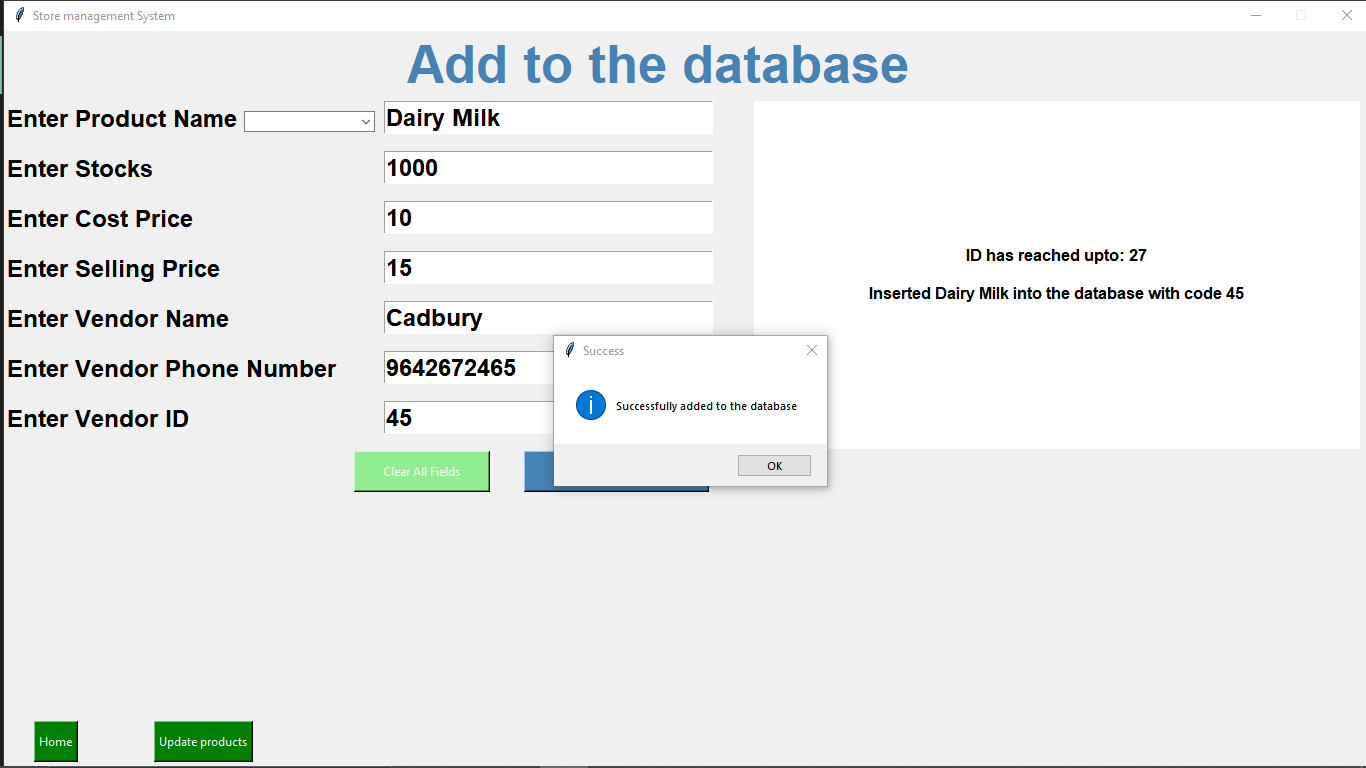 Store management System
Add to the database
Enter Product Name
Dairy Milk
Enter Stocks
1000
Enter Cost Price
10
Enter Selling Price
15
Enter Vendor Name
Cadbury
Enter Vendor Phone Number
9642672465
Enter Vendor ID
45
ID has reached upto: 27
Inserted Dairy Milk into the database with code 45
Success
Successfully added to the database
OK
Clear All Fields
Home
Update products